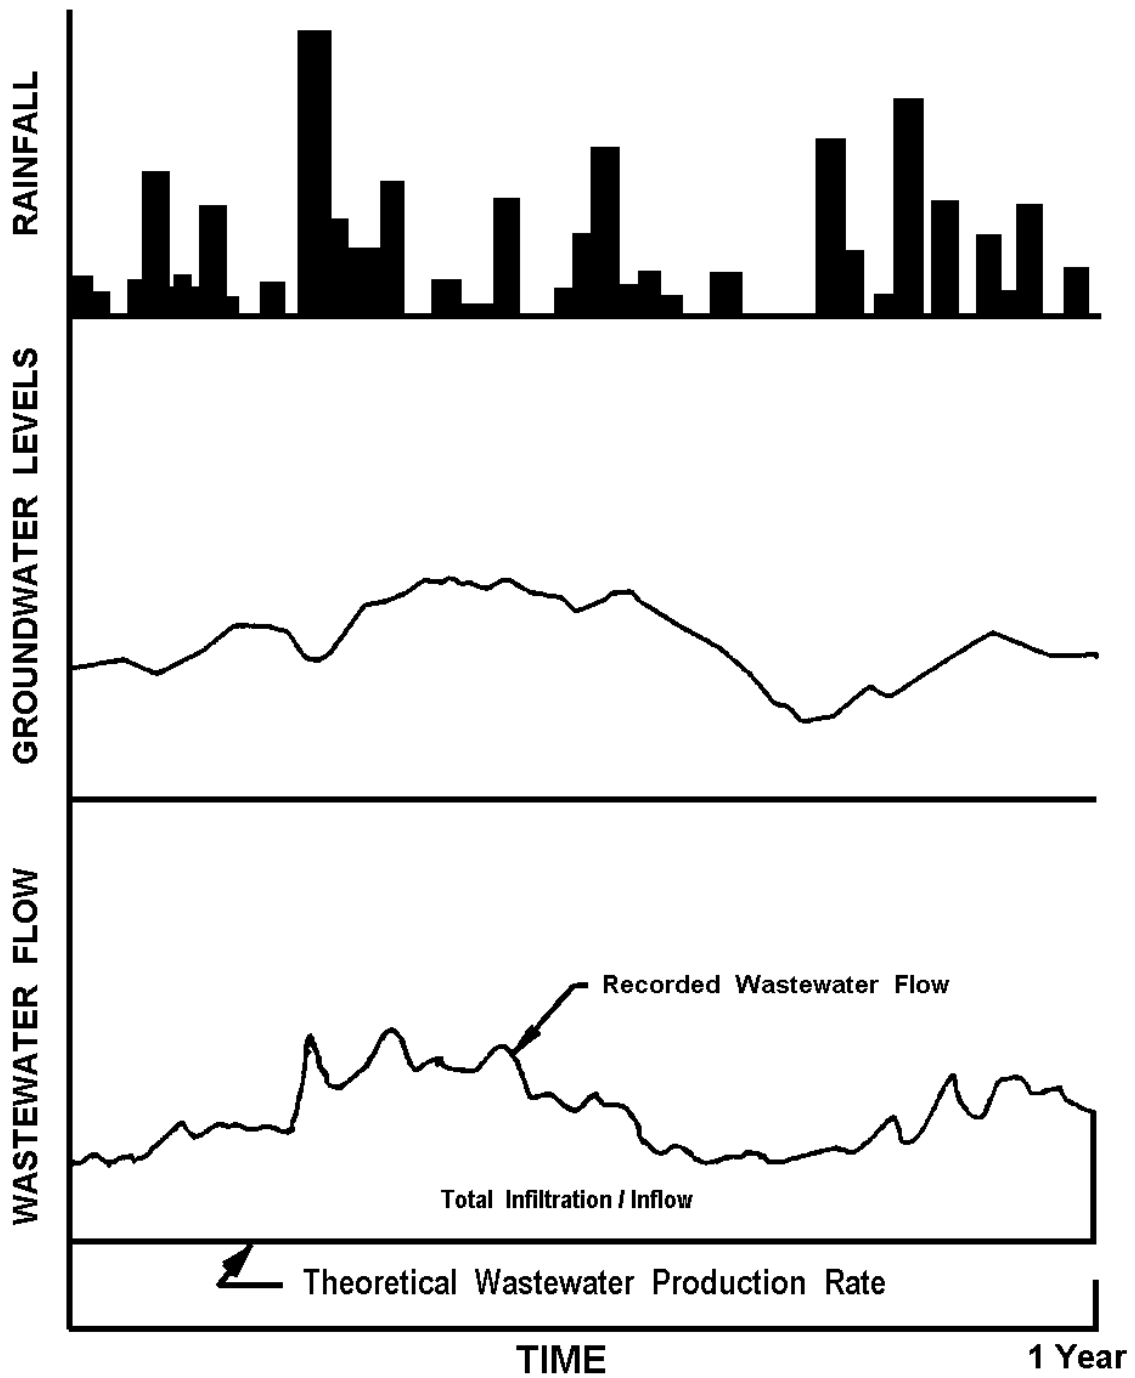 RAINFALL
GROUNDWATER LEVELS
WASTEWATER FLOW
Recorded Wastewater Flow
Total Infiltration / Inflow
Theoretical Wastewater Production Rate
TIME
1 Year